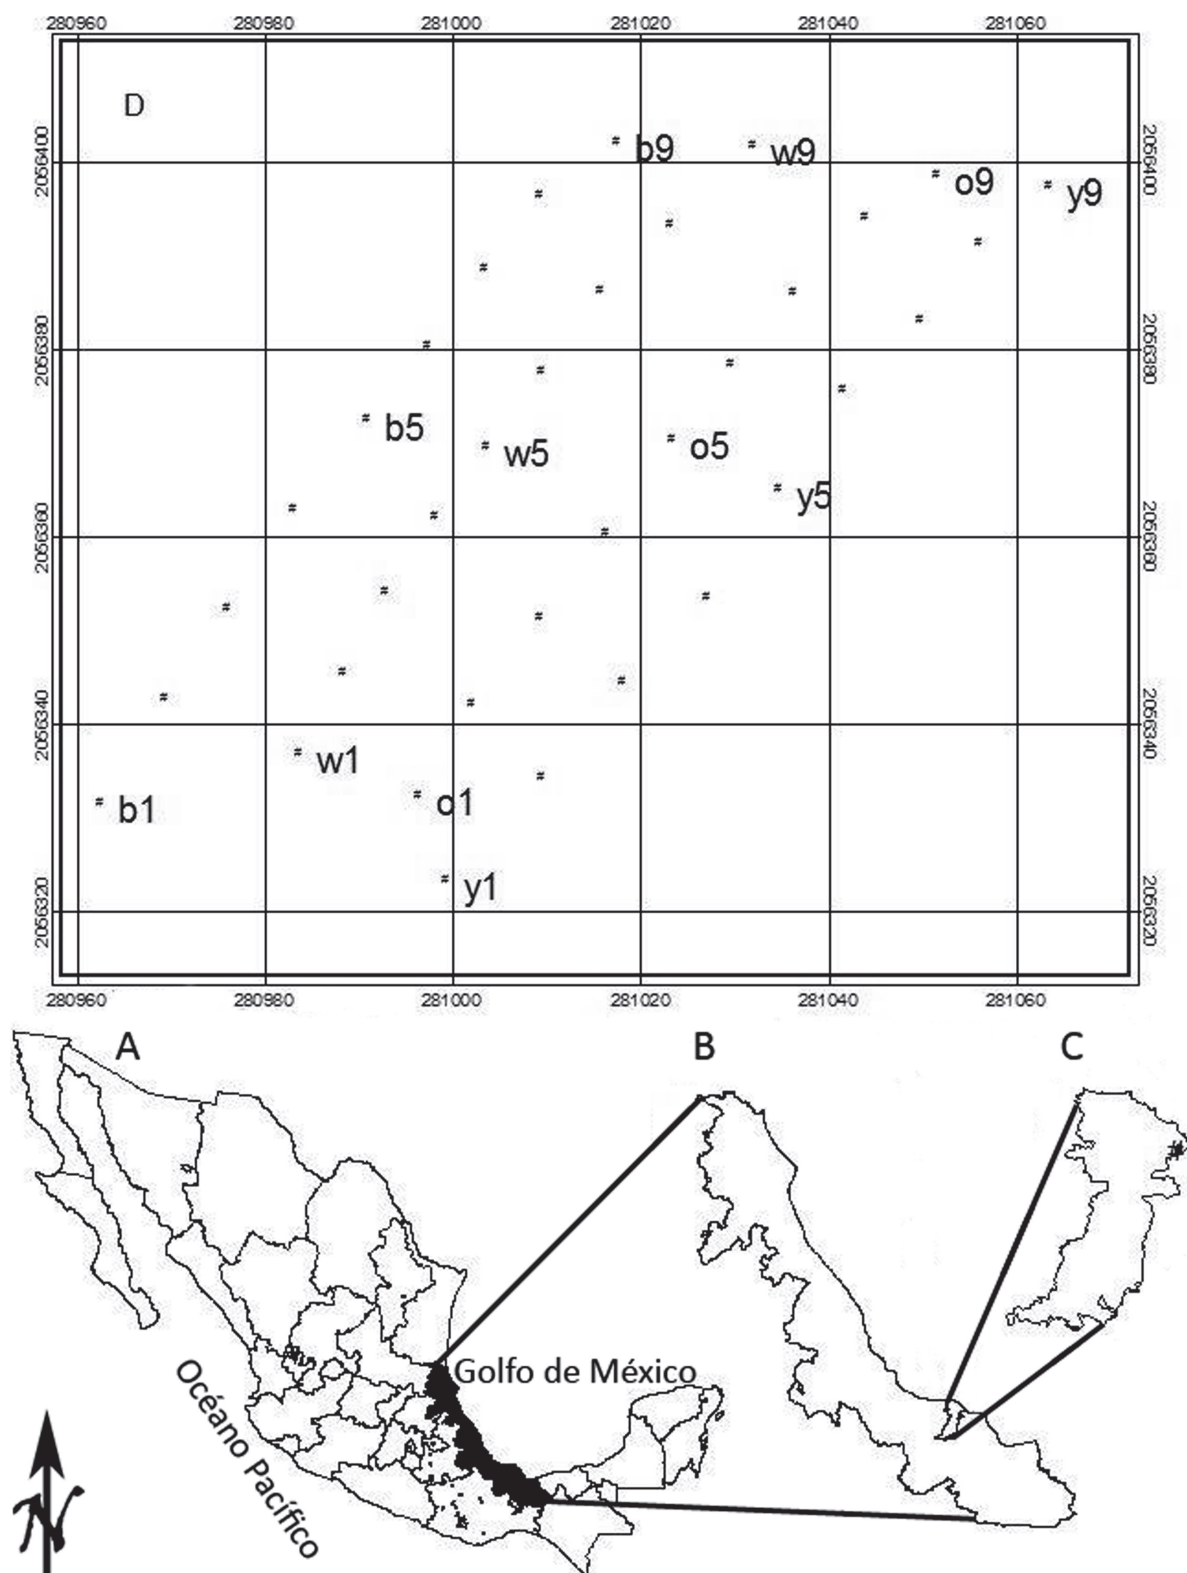 280960 280980 281000 281020 281040 281060
D
b9 w9
2056400 2056400
o9 y9
2056380 2056380
b5 w5 o5
y5
2056360 2056360
2056340 2056340
w1
b1 o1
y1
2056320 2056320
280960 280980 281000 281020 281040 281060
A B C
Golfo de México
Océano Pacífico
N